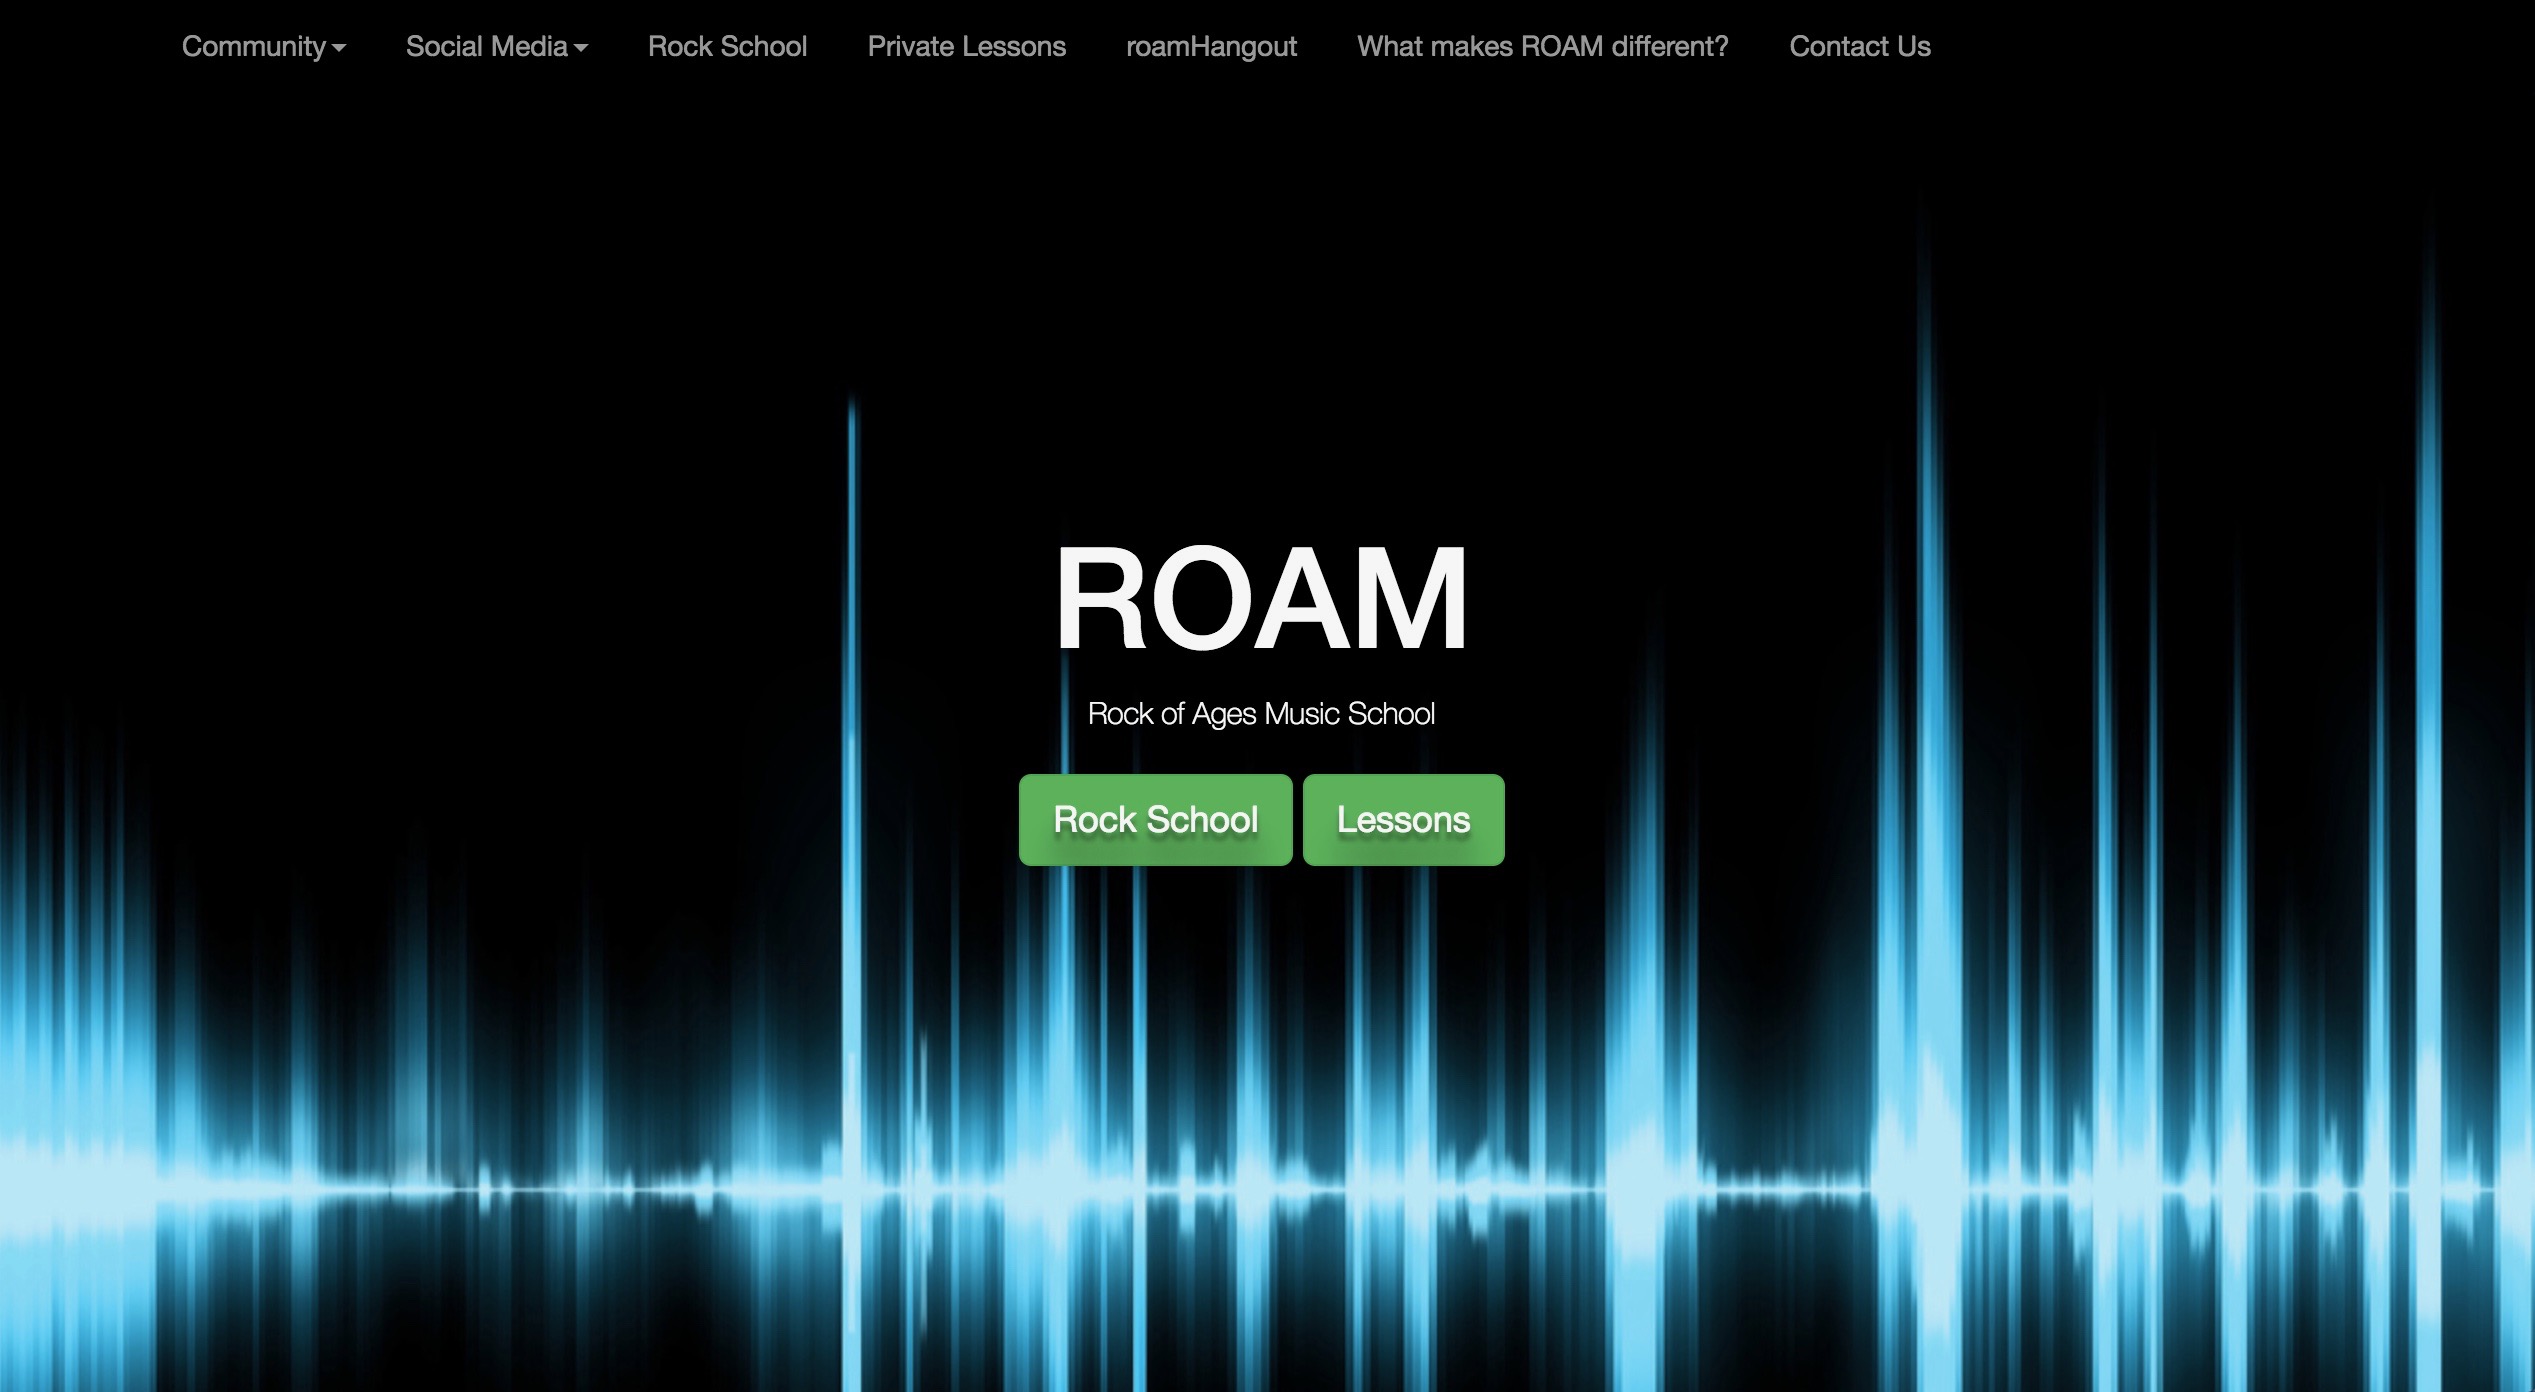 Community Social Media Rock School Private Lessons roamHangout What makes ROAM different? Contact Us
ROAM
Rock of Ages Music School
Rock School Lessons